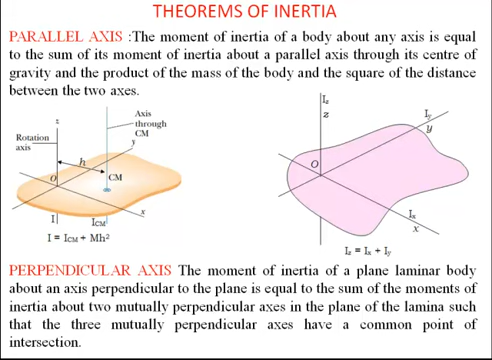 THEOREMS OF INERTIA
PARALLEL AXIS :The moment of inertia of a body about any axis is equal
to the sum of its moment of inertia about a parallel axis through its centre of
gravity and the product of the mass of the body and the square of the distance
between the two axes.
z
Axis
through
CM
y
Rotation
axis
h
O
CM
x
I
ICM
I = ICM + Mh²
Iz
z
Iy
y
O
Ix
x
Iz = Ix + Iy
PERPENDICULAR AXIS The moment of inertia of a plane laminar body
about an axis perpendicular to the plane is equal to the sum of the moments of
inertia about two mutually perpendicular axes in the plane of the lamina such
that the three mutually perpendicular axes have a common point of
intersection.